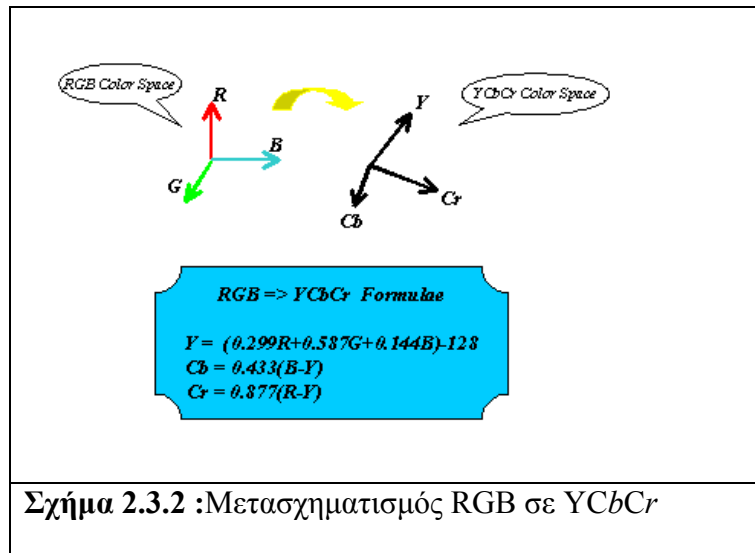 RGB Color Space
YCbCr Color Space
R
B
G
Y
Cr
Cb
RGB => YCbCr Formulae
Y = (0.299R+0.587G+0.144B)-128
Cb = 0.433(B-Y)
Cr = 0.877(R-Y)
Σχήμα 2.3.2 :Μετασχηματισμός RGB σε YCbCr